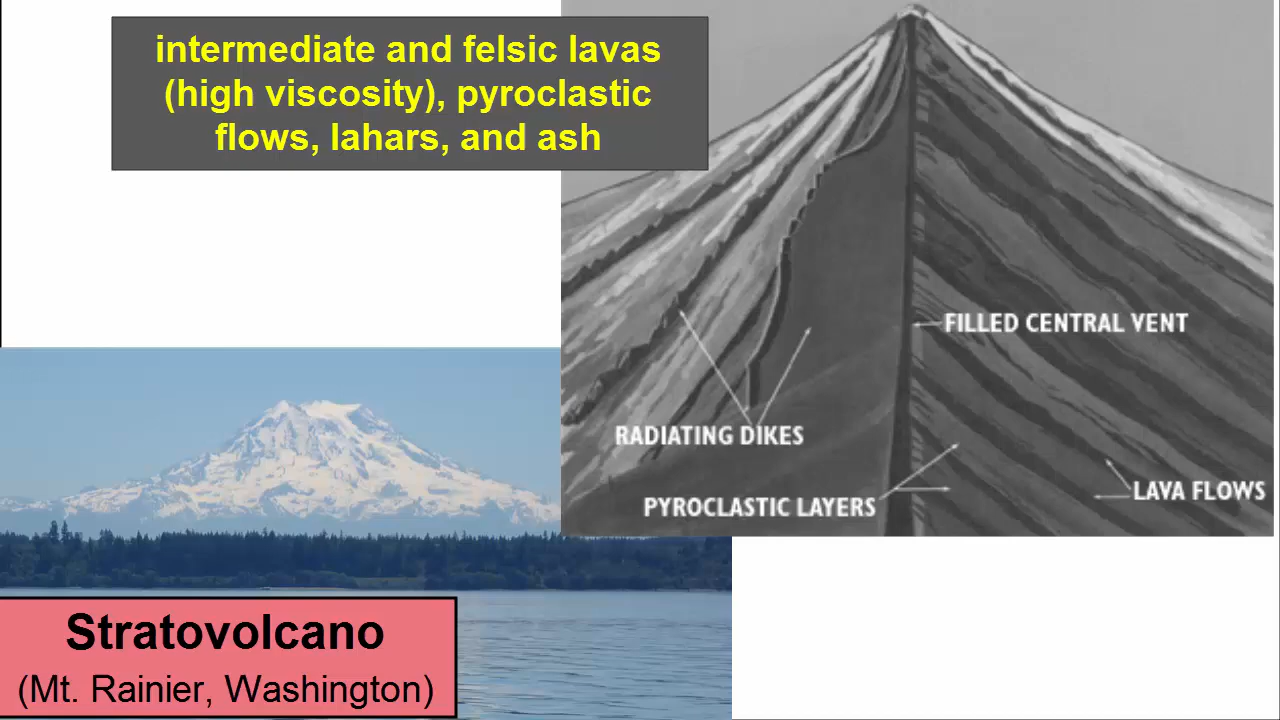 intermediate and felsic lavas
(high viscosity), pyroclastic
flows, lahars, and ash
FILLED CENTRAL VENT
RADIATING DIKES
PYROCLASTIC LAYERS
LAVA FLOWS
Stratovolcano
(Mt. Rainier, Washington)